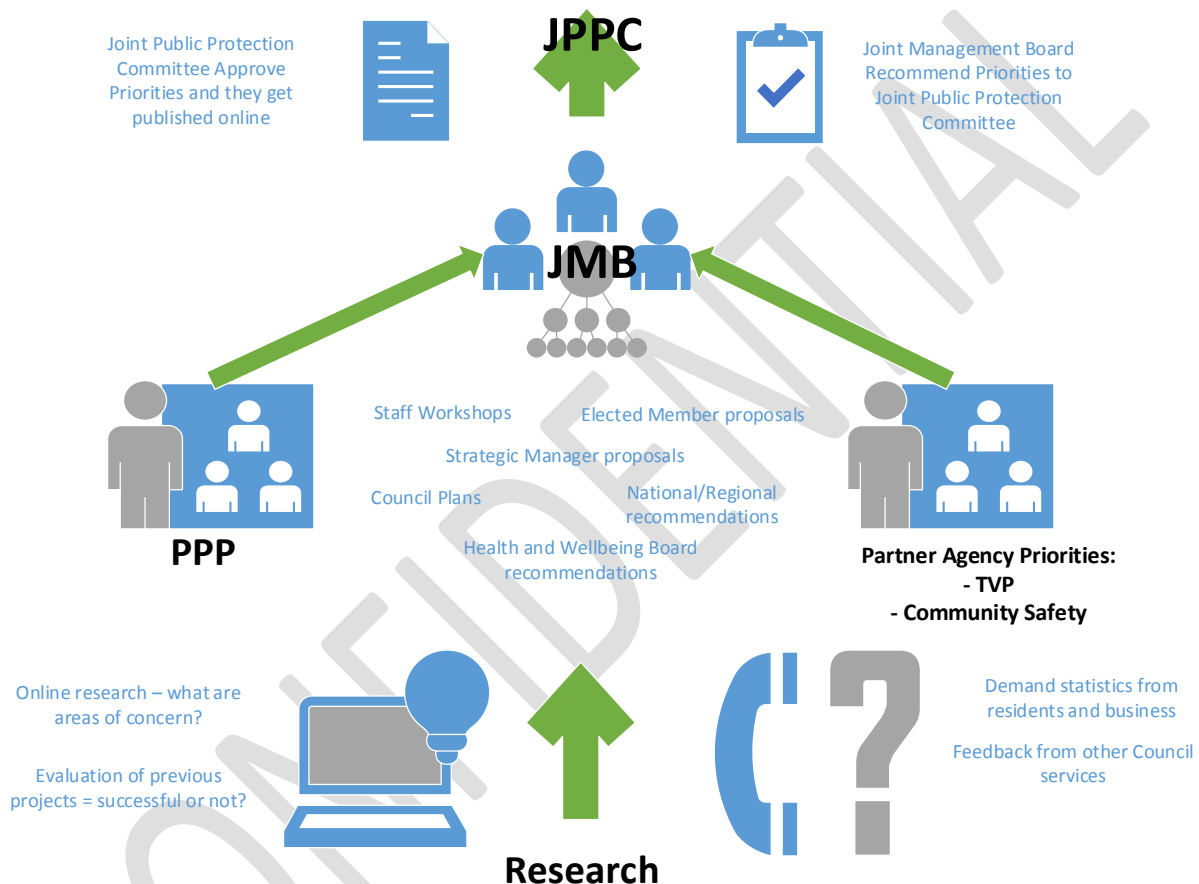 JPPC
Joint Public Protection
Committee Approve
Priorities and they get
published online
Joint Management Board
Recommend Priorities to
Joint Public Protection
Committee
JMB
Staff Workshops
Elected Member proposals
Strategic Manager proposals
Council Plans
National/Regional
recommendations
Health and Wellbeing Board
recommendations
PPP
Partner Agency Priorities:
- TVP
- Community Safety
Online research – what are
areas of concern?
Evaluation of previous
projects = successful or not?
Demand statistics from
residents and business
Feedback from other Council
services
Research
CONFIDENTIAL